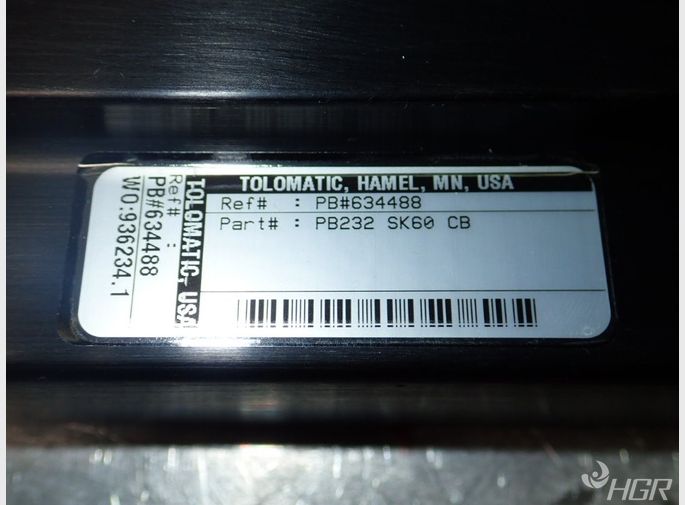 TOLOMATIC, HAMEL, MN, USA
Ref# : PB#634488
Part# : PB232 SK60 CB
TOLOMATIC, USA
Ref# :
PB#634488
WO:936234.1
HGR